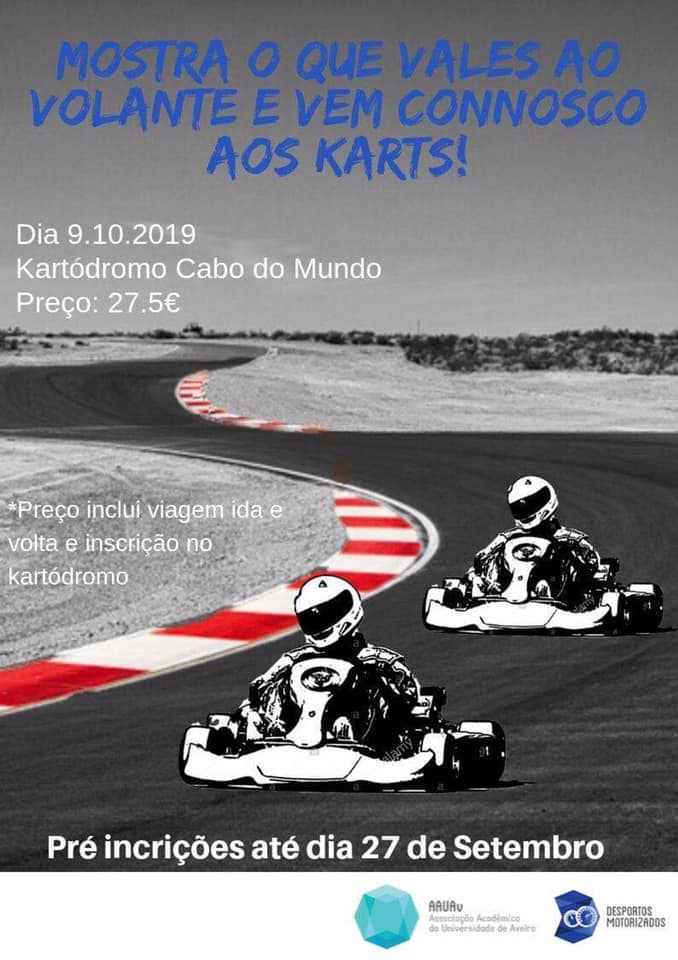 MOSTRA O QUE VALES AO
VOLANTE E VEM CONNOSCO
AOS KARTS!
Dia 9.10.2019
Kartódromo Cabo do Mundo
Preço: 27.5€
*Preço inclui viagem ida e
volta e inscrição no
kartódromo
alamy
Pré incrições até dia 27 de Setembro
AAUAv
Associação Académica
da Universidade de Aveiro
DESPORTOS
MOTORIZADOS